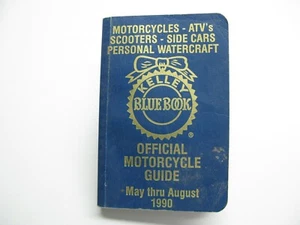 MOTORCYCLES - ATV's
SCOOTERS - SIDE CARS
PERSONAL WATERCRAFT
KELLEY
BLUE BOOK
®
OFFICIAL
MOTORCYCLE
GUIDE
May thru August
1990